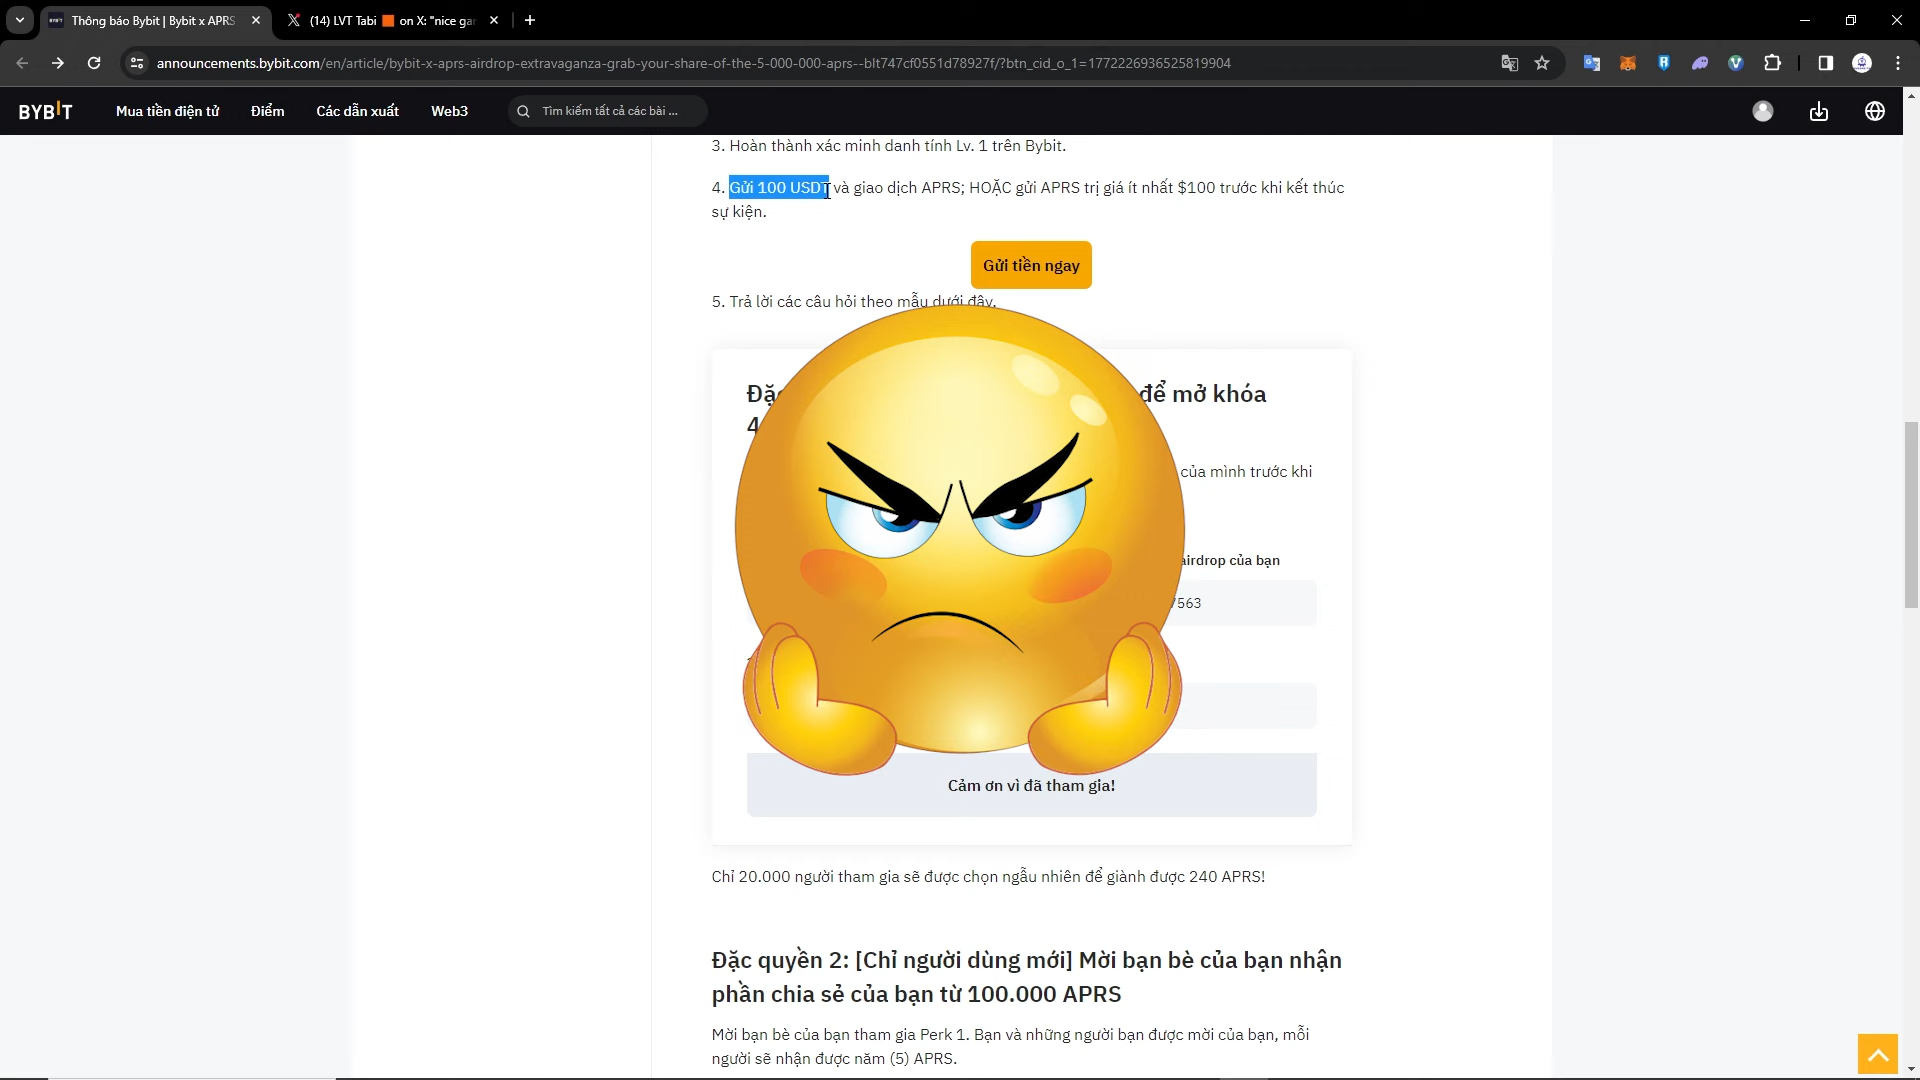 Thông báo Bybit | Bybit x APRS
(14) LVT Tabi 🟧 on X: "nice gar
announcements.bybit.com/en/article/bybit-x-aprs-airdrop-extravaganza-grab-your-share-of-the-5-000-000-aprs--blt747cf0551d78927f/?btn_cid_o_1=1772226936525819904
BYBIT Mua tiền điện tử Điểm Các dẫn xuất Web3 Tìm kiếm tất cả các bài ...
3. Hoàn thành xác minh danh tính Lv. 1 trên Bybit.
4. Gửi 100 USDT và giao dịch APRS; HOẶC gửi APRS trị giá ít nhất $100 trước khi kết thúc
sự kiện.
Gửi tiền ngay
5. Trả lời các câu hỏi theo mẫu dưới đây.
để mở khóa
4
của mình trước khi
airdrop của bạn
7563
Cảm ơn vì đã tham gia!
Chỉ 20.000 người tham gia sẽ được chọn ngẫu nhiên để giành được 240 APRS!
Đặc quyền 2: [Chỉ người dùng mới] Mời bạn bè của bạn nhận
phần chia sẻ của bạn từ 100.000 APRS
Mời bạn bè của bạn tham gia Perk 1. Bạn và những người bạn được mời của bạn, mỗi
người sẽ nhận được năm (5) APRS.